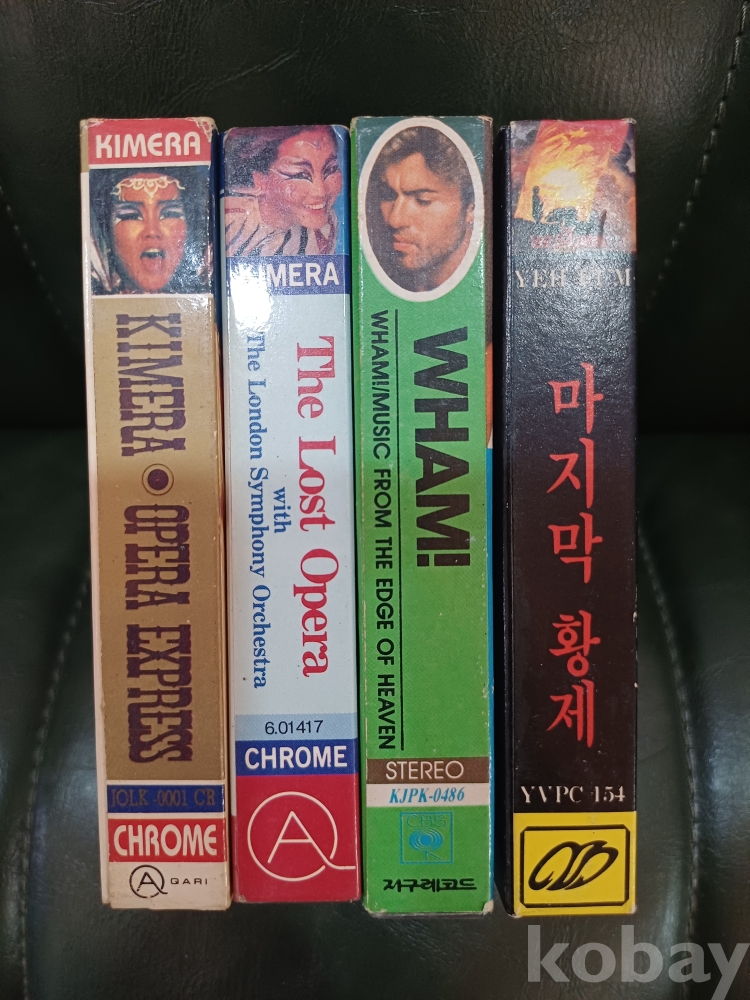 KIMERA
KIMERA OPERA EXPRESS
JOLK-0001 CR
CHROME
A QARI
KIMERA
The Lost Opera
with
The London Symphony Orchestra
6.01417
CHROME
A
WHAM!
WHAM!/MUSIC FROM THE EDGE OF HEAVEN
STEREO
KJPK-0486
CBS
지구레코드
마지막 황제
YVPC-154
kobay